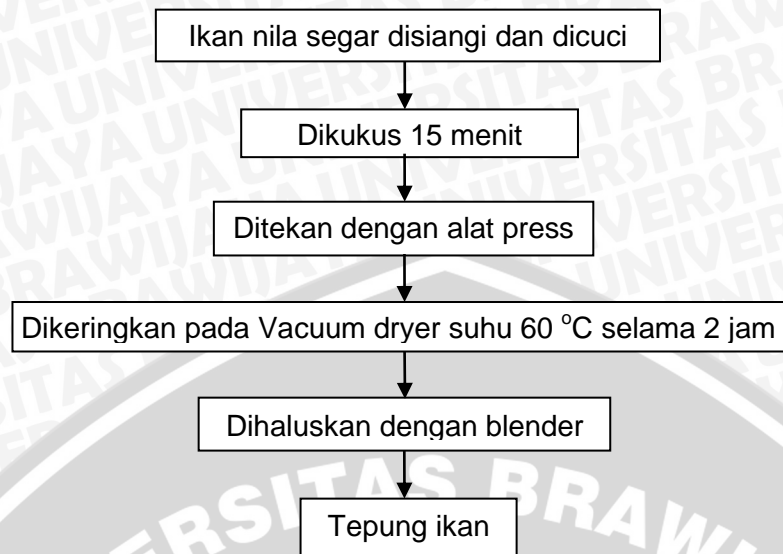 Ikan nila segar disiangi dan dicuci
Dikukus 15 menit
Ditekan dengan alat press
Dikeringkan pada Vacuum dryer suhu 60 °C selama 2 jam
Dihaluskan dengan blender
Tepung ikan